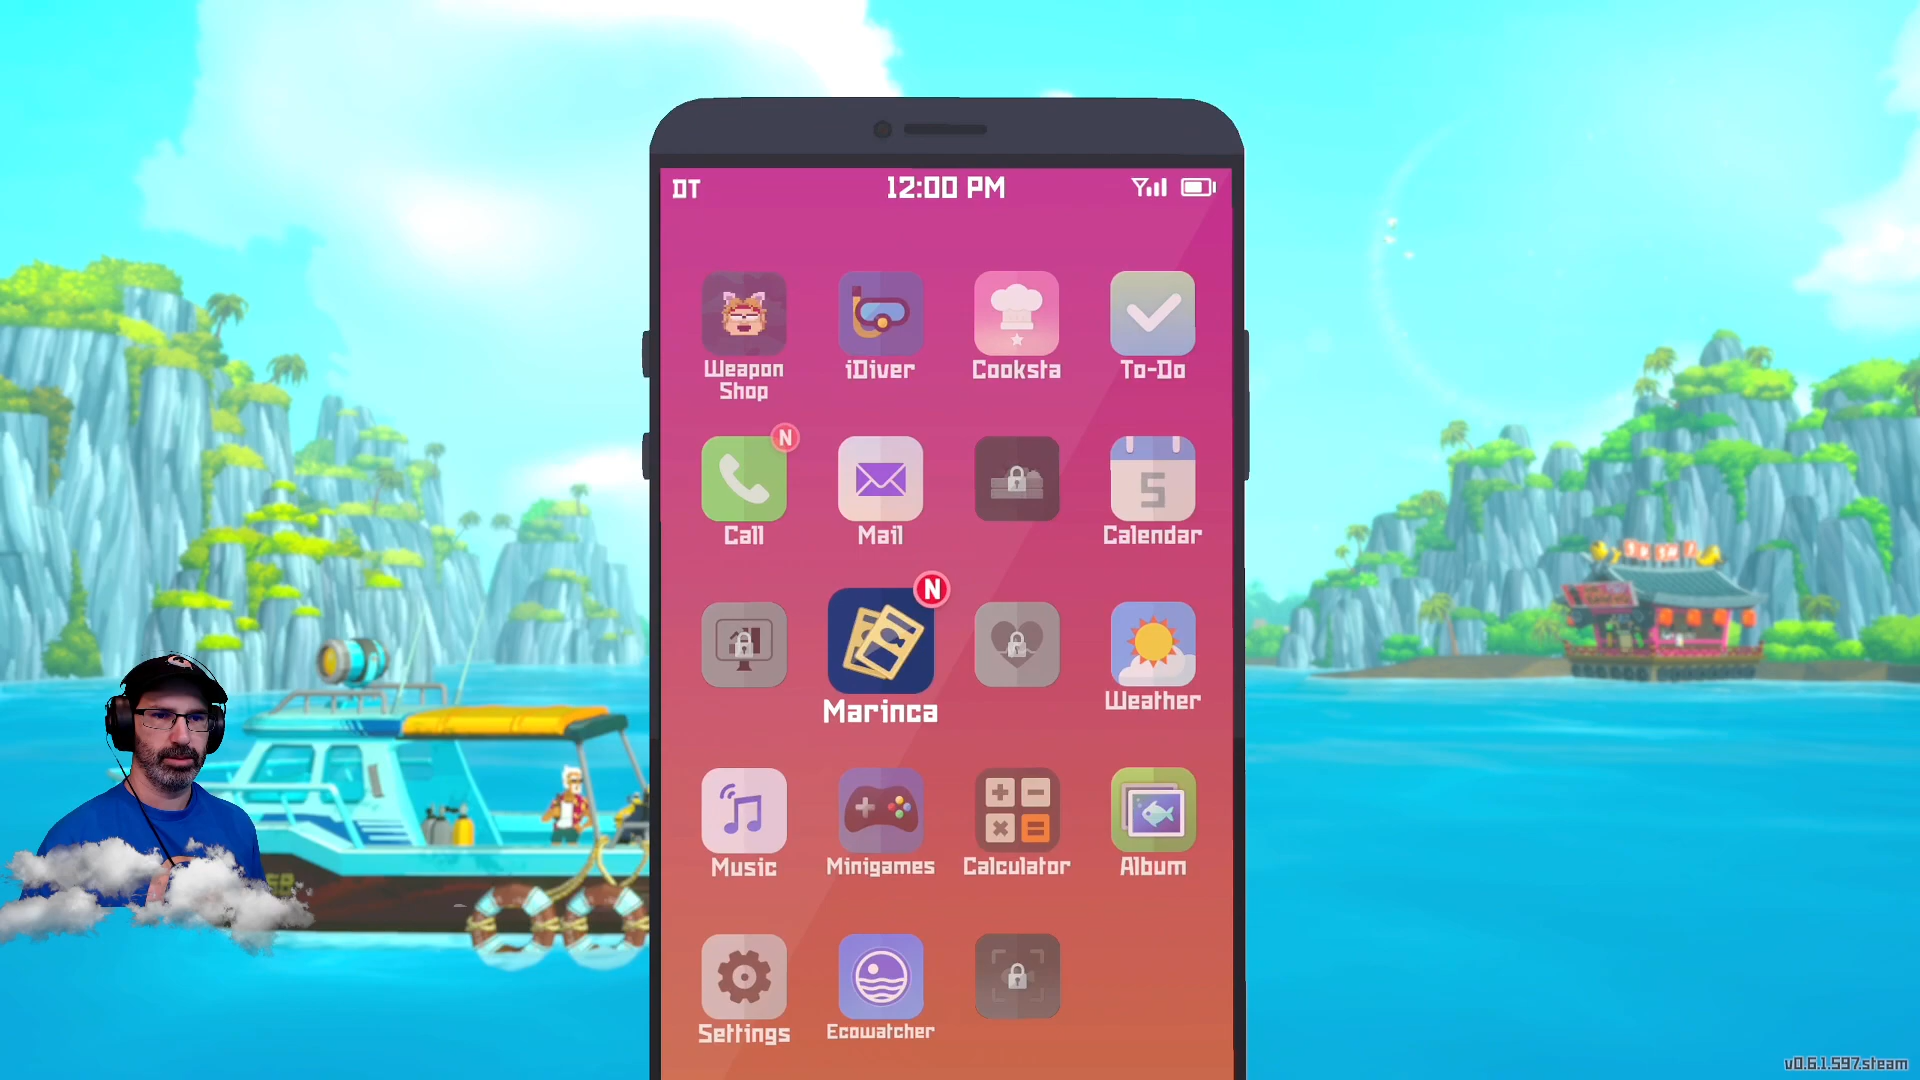 DT
12:00 PM
Weapon
Shop
iDiver
Cooksta
To-Do
N
Call
Mail
5
Calendar
N
Marinca
Weather
Music
Minigames
Calculator
Album
Settings
Ecowatcher
v0.6.1.597.steam